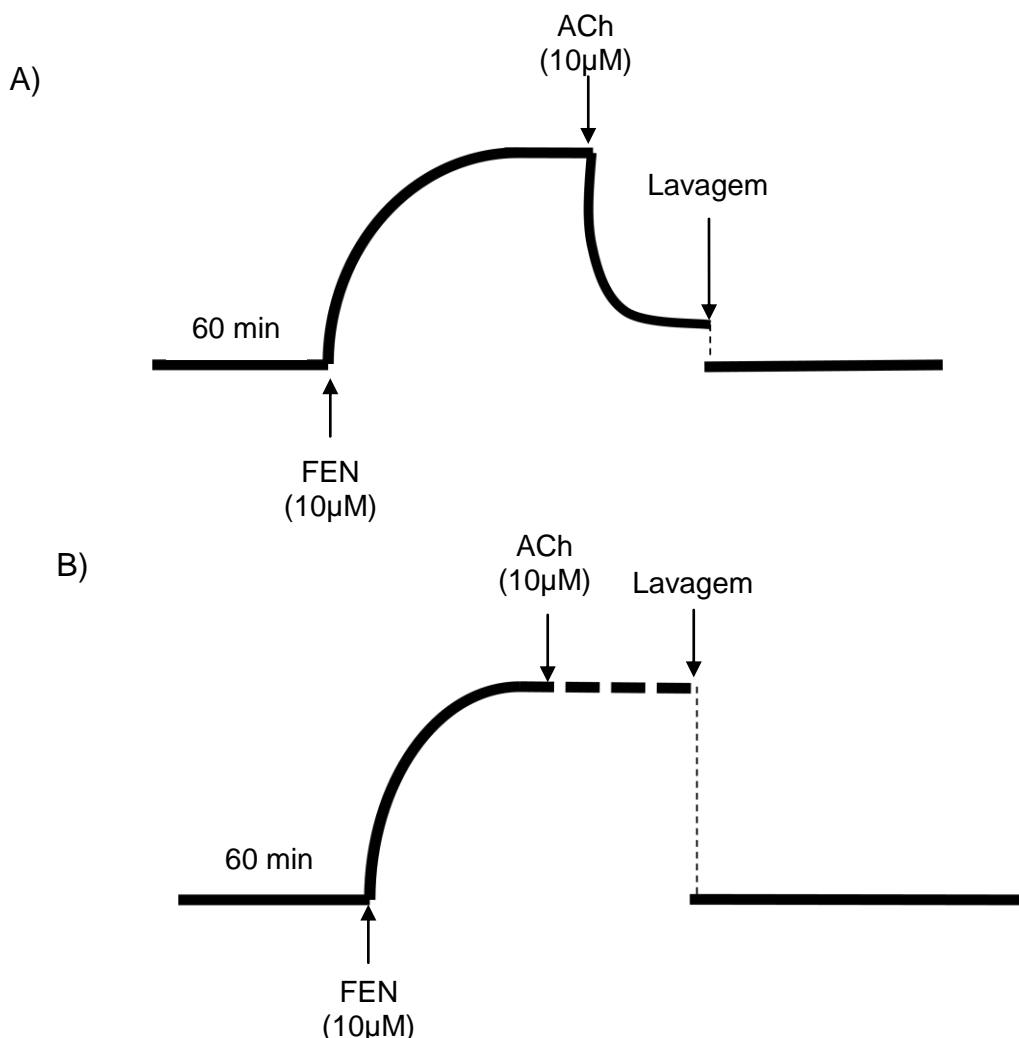 ACh
(10µM)
A)
Lavagem
60 min
FEN
(10µM)
ACh
(10µM)
B)
Lavagem
60 min
FEN
(10µM)